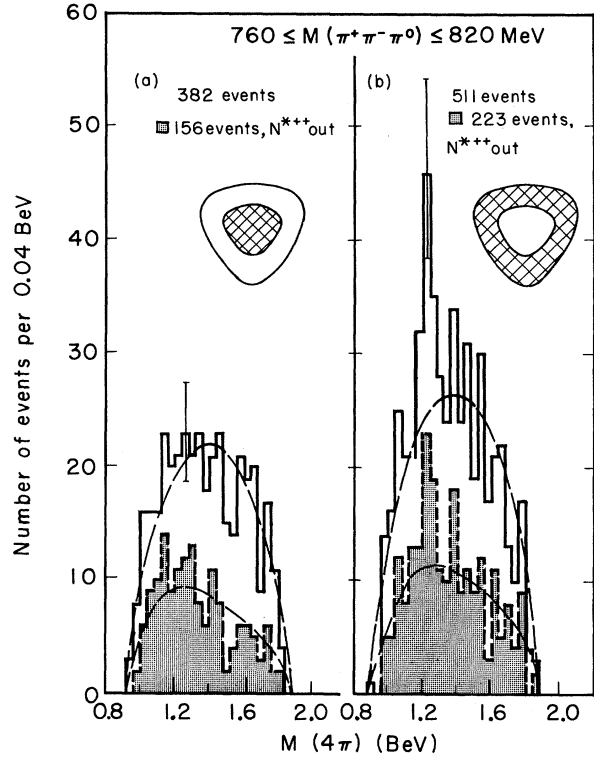 760 ≤ M (π⁺π⁻π⁰) ≤ 820 MeV
(a)
382 events
156 events, N*⁺⁺ out
(b)
511 events
223 events,
N*⁺⁺ out
Number of events per 0.04 BeV
60
50
40
30
20
10
0
0.8 1.2 1.6 2.0
0.8 1.2 1.6 2.0
M (4π) (BeV)